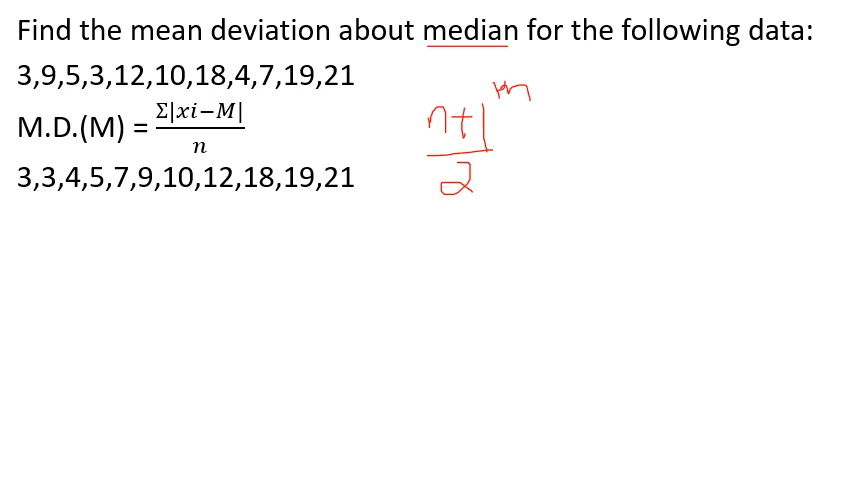 Find the mean deviation about median for the following data:
3,9,5,3,12,10,18,4,7,19,21
M.D.(M) = Σ|xi−M| / n
3,3,4,5,7,9,10,12,18,19,21
n+1 th
2